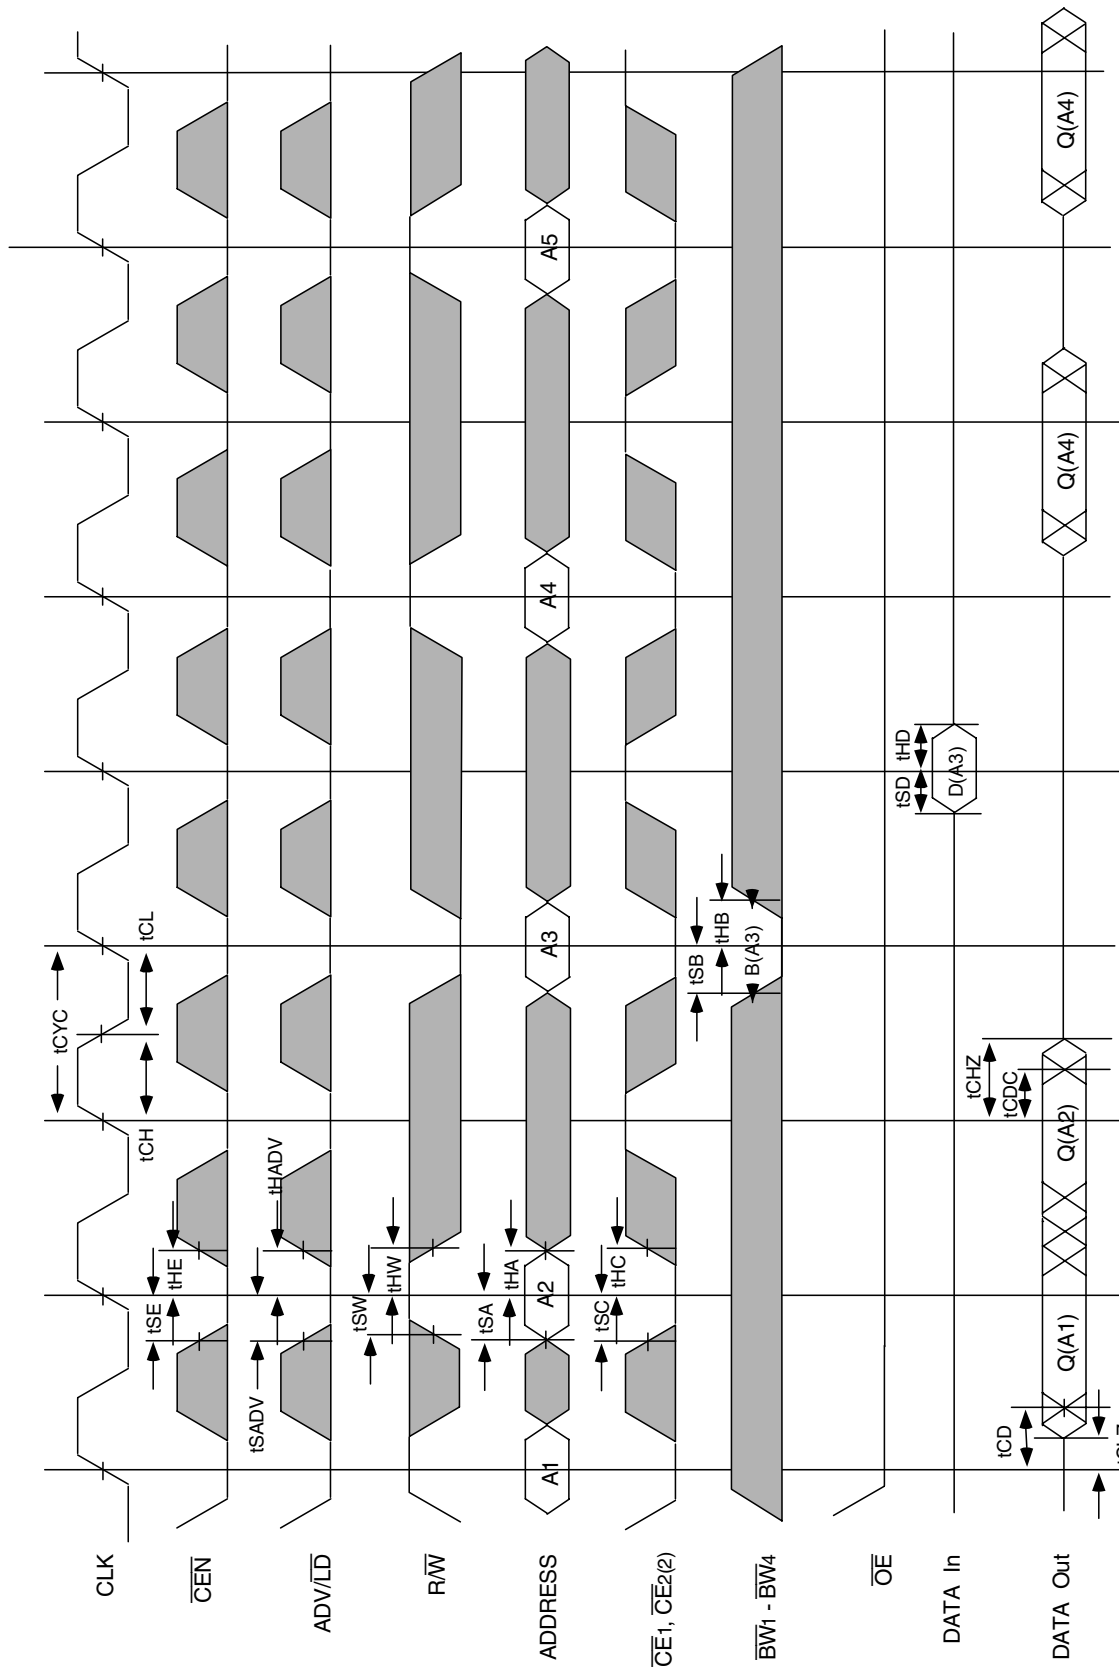 CLK
tCYC
tCH
tCL
CEN
tSE
tHE
ADV/LD
tSADV
tHADV
R/W
tSW
tHW
ADDRESS
A1
A2
A3
A4
A5
tSA
tHA
CE1, CE2(2)
tSC
tHC
BW1 - BW4
B(A3)
tSB
tHB
OE
DATA In
tSD
tHD
D(A3)
DATA Out
tCD
Q(A1)
Q(A2)
tCHZ
tCDC
Q(A4)
Q(A4)